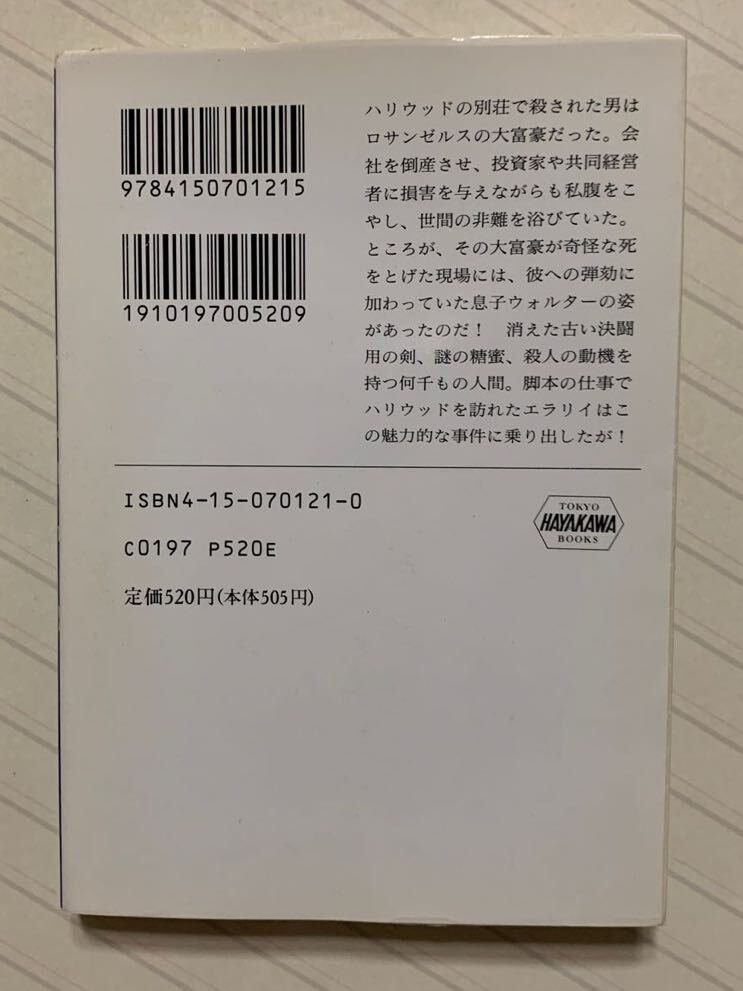 9784150701215
1910197005209
ハリウッドの別荘で殺された男は
ロサンゼルスの大富豪だった。会
社を倒産させ、投資家や共同経営
者に損害を与えながらも私腹をこ
やし、世間の非難を浴びていた。
ところが、その大富豪が奇怪な死
をとげた現場には、彼への弾劾に
加わっていた息子ウォルターの姿
があったのだ!　消えた古い決闘
用の剣、謎の糖蜜、殺人の動機を
持つ何千もの人間。脚本の仕事で
ハリウッドを訪れたエラリイはこ
の魅力的な事件に乗り出したが!
ISBN4-15-070121-0
C0197 P520E
定価520円(本体505円)
TOKYO
HAYAKAWA
BOOKS